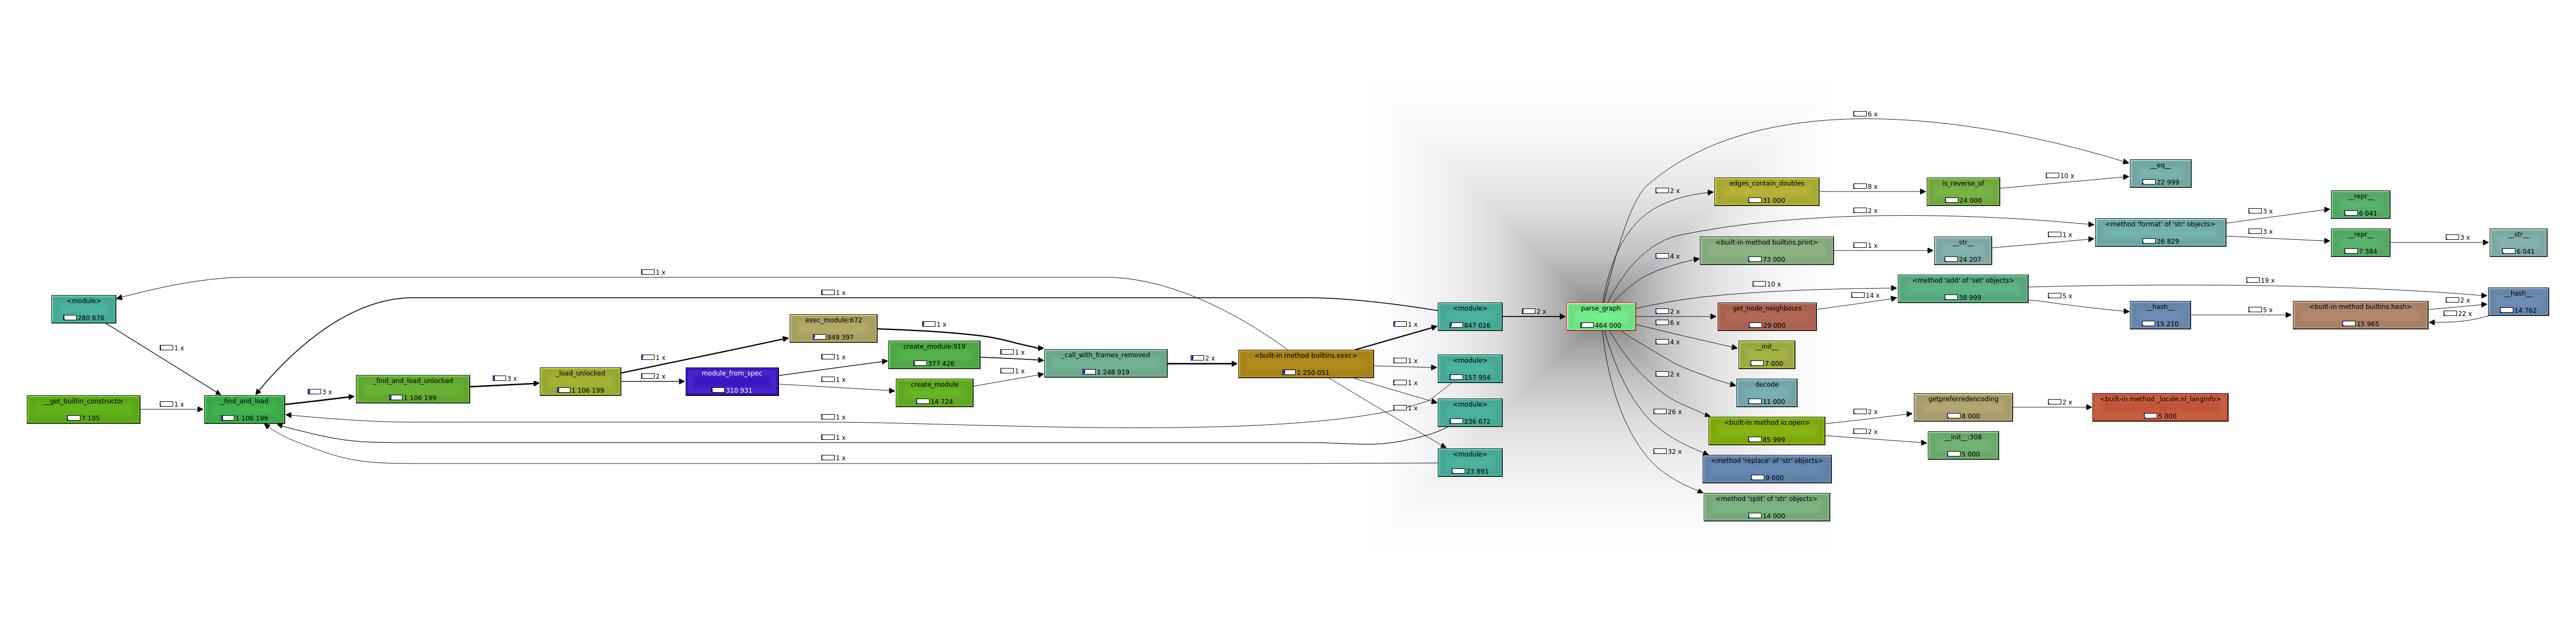 6 x
__eq__
22 999
10 x
2 x
edges_contain_doubles
31 000
8 x
is_reverse_of
24 000
__repr__
6 041
3 x
2 x
<method 'format' of 'str' objects>
26 829
3 x
__repr__
7 384
3 x
__str__
6 041
4 x
<built-in method builtins.print>
73 000
1 x
__str__
24 207
1 x
1 x
<module>
280 878
1 x
1 x
10 x
14 x
<method 'add' of 'set' objects>
38 999
19 x
5 x
__hash__
15 210
5 x
<built-in method builtins.hash>
15 965
2 x
22 x
__hash__
14 762
<module>
847 026
2 x
parse_graph
464 000
2 x
get_node_neighbours
29 000
6 x
__init__
7 000
4 x
decode
11 000
2 x
<built-in method io.open>
85 999
2 x
getpreferredencoding
8 000
2 x
<built-in method _locale.nl_langinfo>
5 000
2 x
__init__:308
5 000
26 x
<method 'replace' of 'str' objects>
9 000
32 x
<method 'split' of 'str' objects>
14 000
exec_module:672
849 397
1 x
1 x
create_module:919
377 426
1 x
1 x
_call_with_frames_removed
1 248 919
2 x
<built-in method builtins.exec>
1 250 051
1 x
1 x
<module>
157 954
1 x
<module>
236 672
1 x
<module>
23 891
__get_builtin_constructor
7 105
1 x
_find_and_load
1 106 199
3 x
_find_and_load_unlocked
1 106 199
3 x
_load_unlocked
1 106 199
1 x
2 x
module_from_spec
310 931
1 x
create_module
14 724
1 x
1 x
1 x
1 x